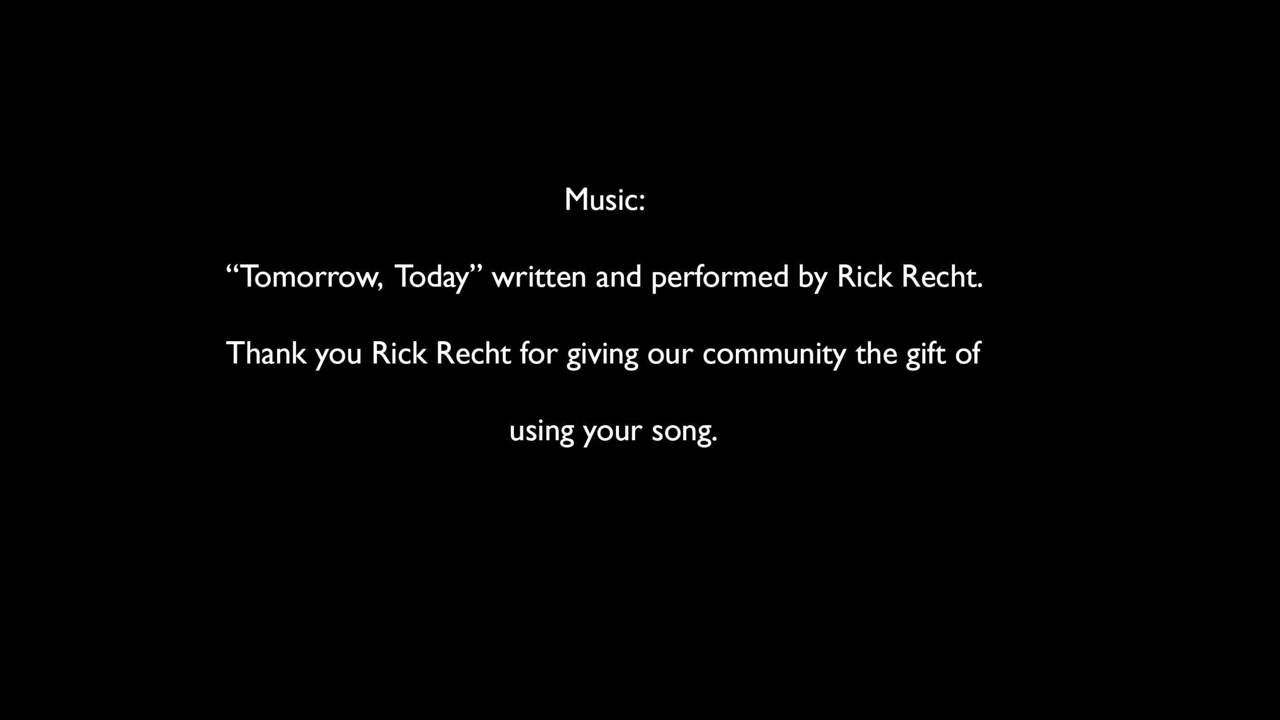 Music:
“Tomorrow, Today” written and performed by Rick Recht.
Thank you Rick Recht for giving our community the gift of
using your song.